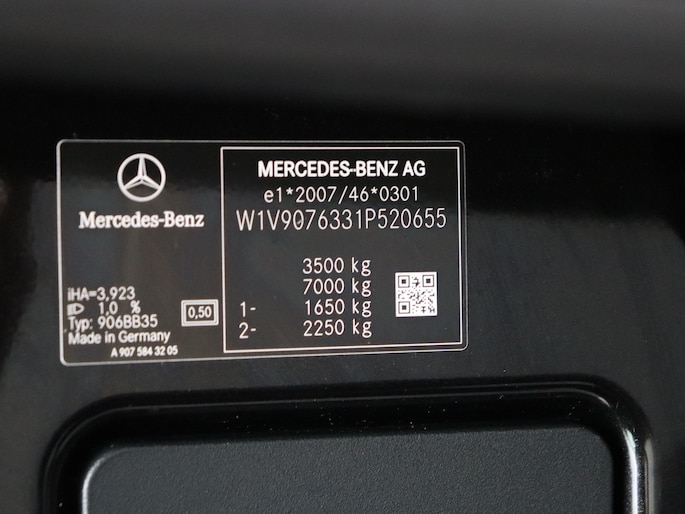 Mercedes-Benz
iHA=3,923
1,0 %
Typ: 906BB35
Made in Germany
A 907 584 32 05
0,50
MERCEDES-BENZ AG
e1*2007/46*0301
W1V9076331P520655
3500 kg
7000 kg
1- 1650 kg
2- 2250 kg